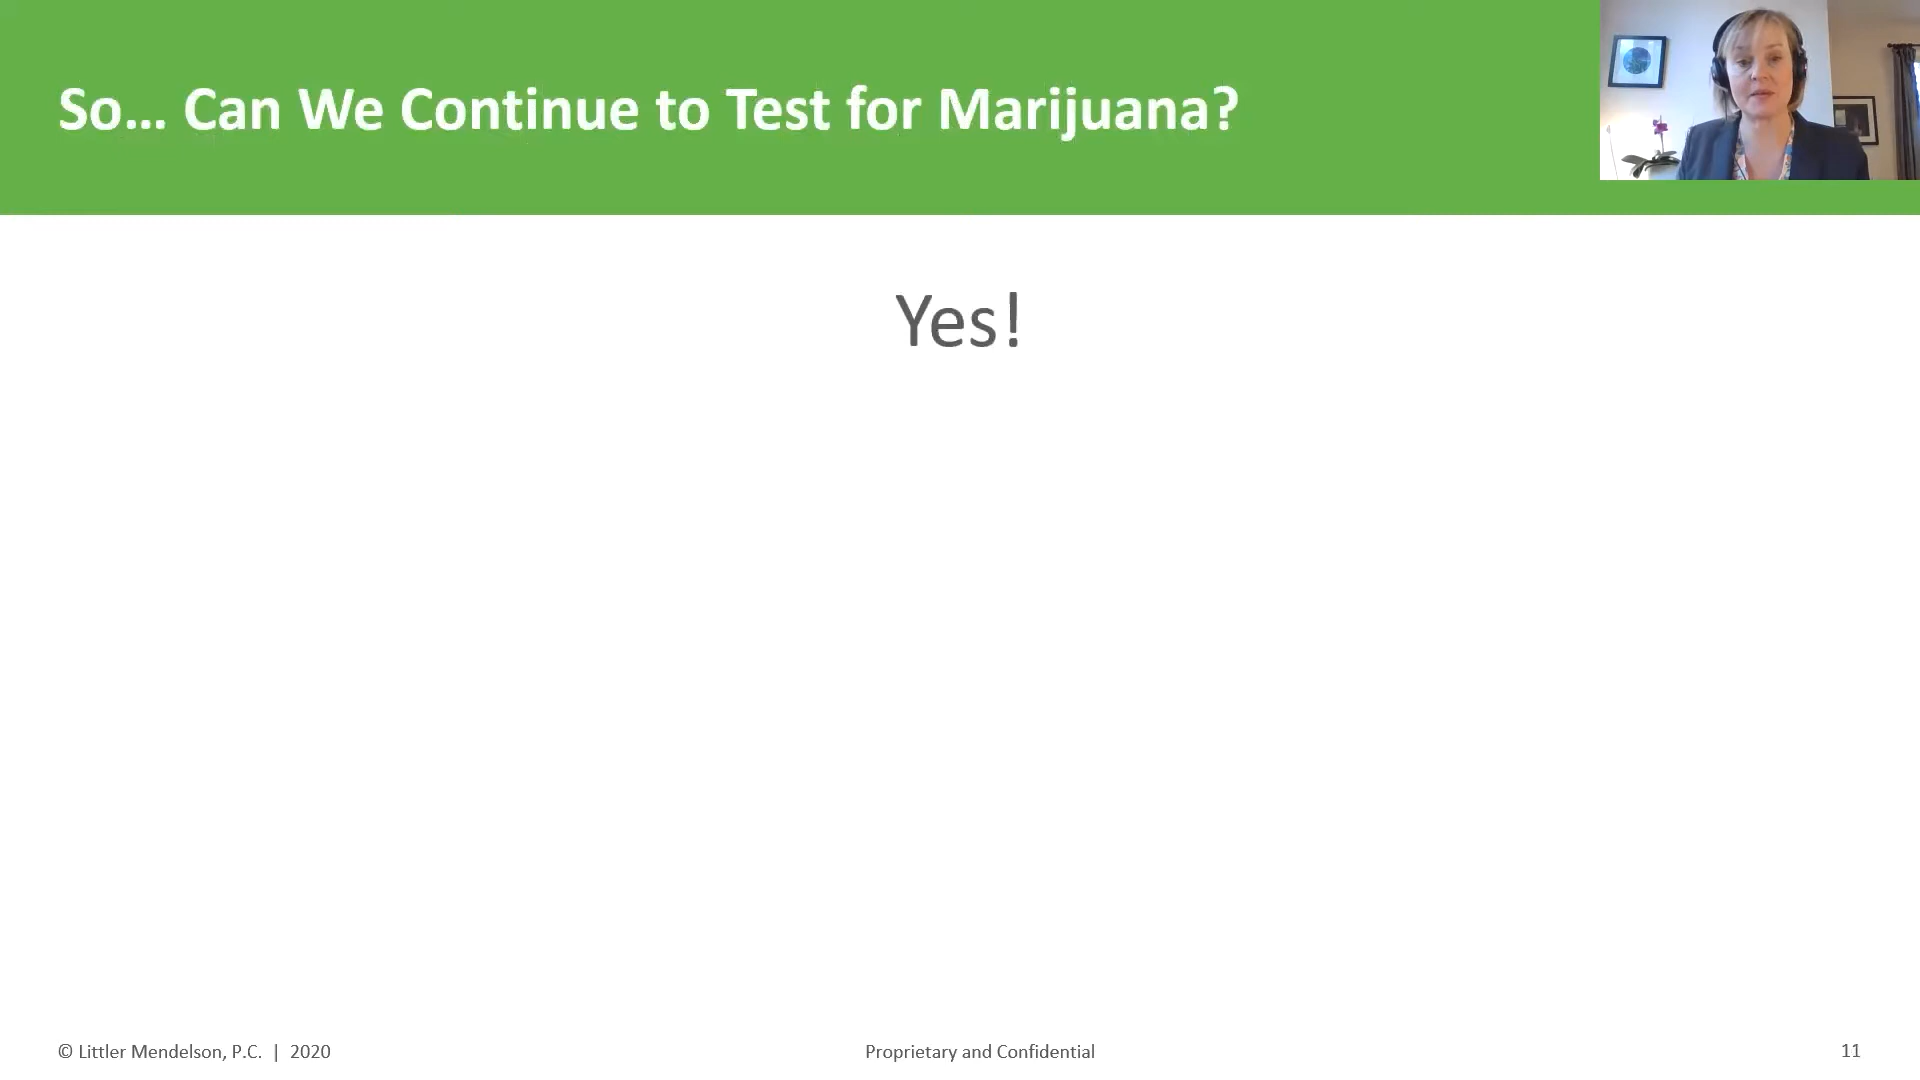 So… Can We Continue to Test for Marijuana?
Yes!
© Littler Mendelson, P.C. | 2020
Proprietary and Confidential
11